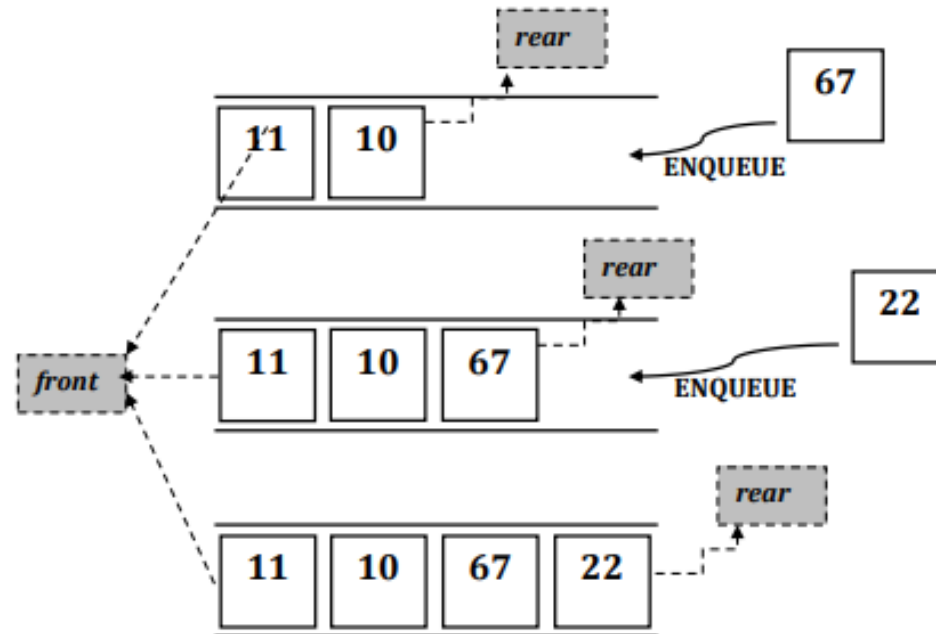 rear
67
11 10
ENQUEUE
rear
22
front
11 10 67
ENQUEUE
rear
11 10 67 22